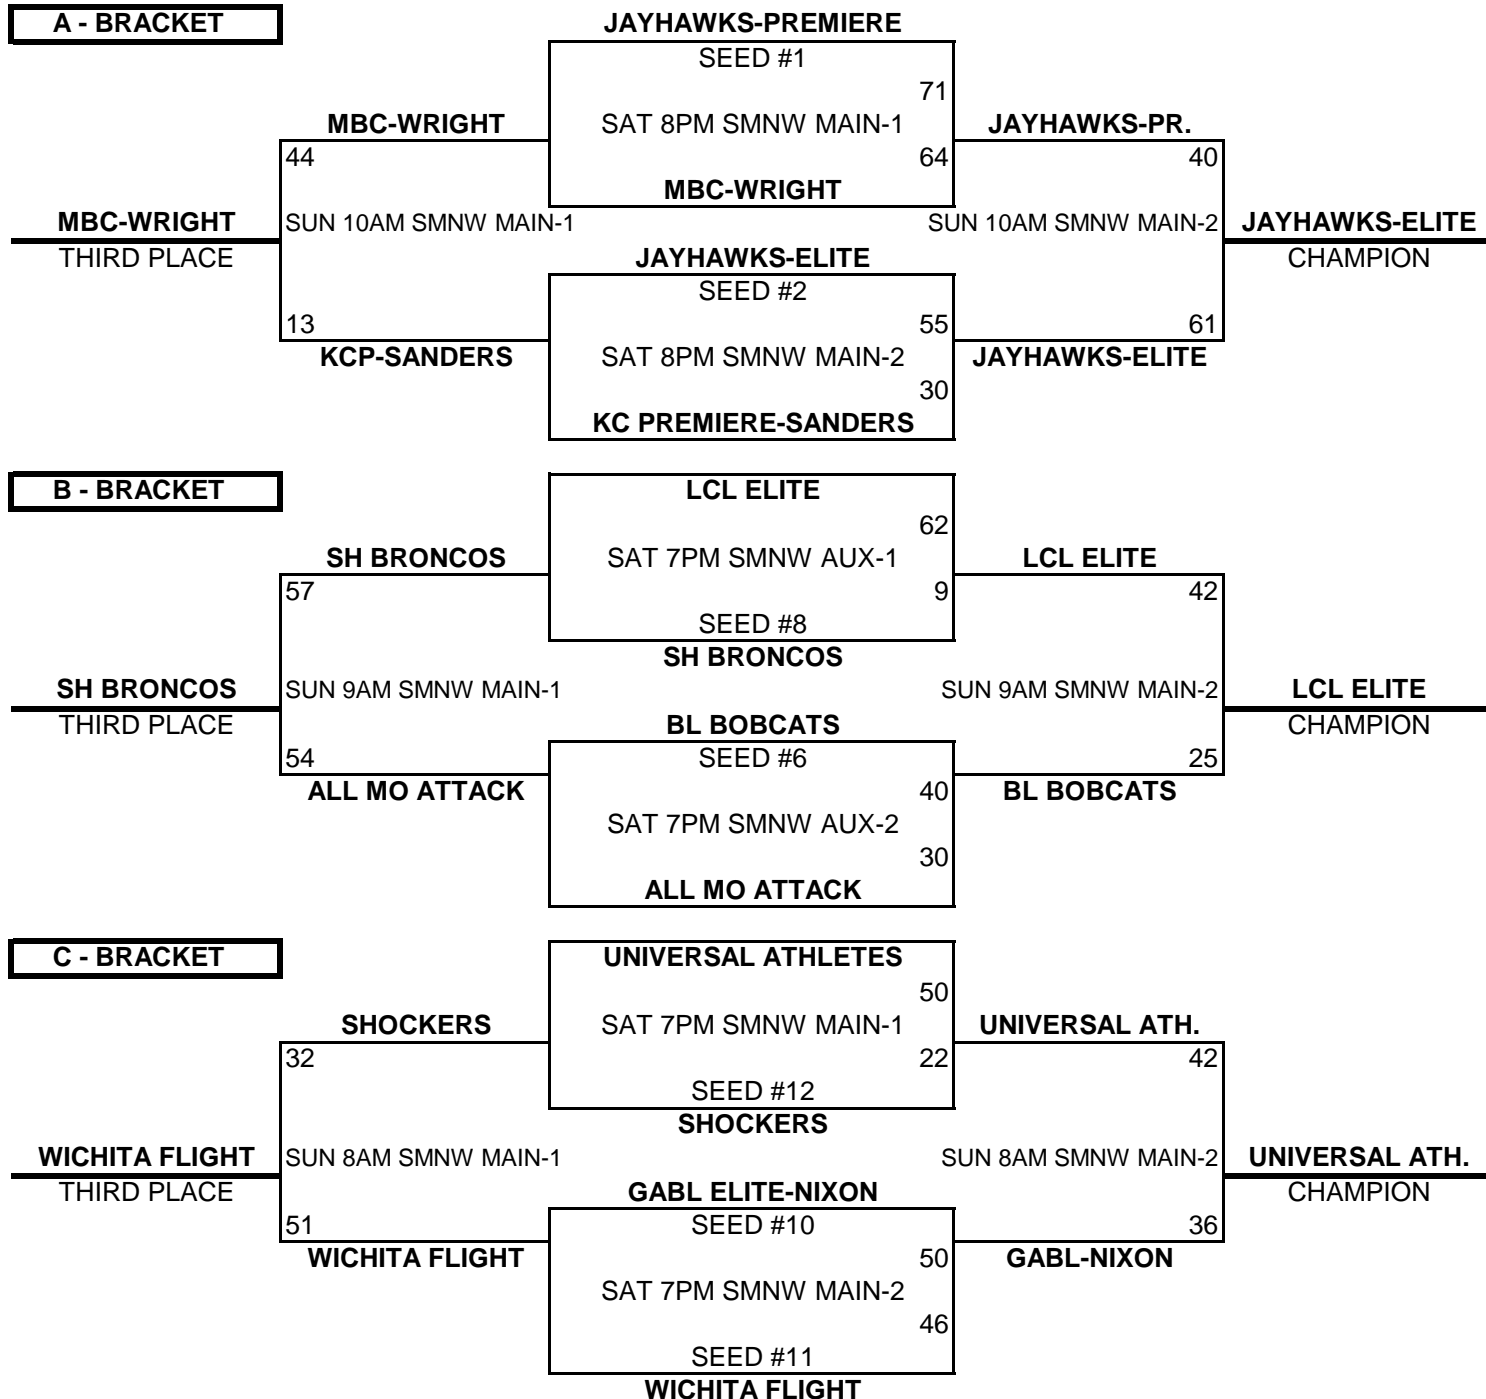 A - BRACKET
JAYHAWKS-PREMIERE
SEED #1
71
MBC-WRIGHT
SAT 8PM SMNW MAIN-1
JAYHAWKS-PR.
44
64
40
MBC-WRIGHT
MBC-WRIGHT
SUN 10AM SMNW MAIN-1
SUN 10AM SMNW MAIN-2
JAYHAWKS-ELITE
THIRD PLACE
JAYHAWKS-ELITE
CHAMPION
SEED #2
13
55
61
KCP-SANDERS
SAT 8PM SMNW MAIN-2
JAYHAWKS-ELITE
30
KC PREMIERE-SANDERS
B - BRACKET
LCL ELITE
62
SH BRONCOS
SAT 7PM SMNW AUX-1
LCL ELITE
57
9
42
SEED #8
SH BRONCOS
SH BRONCOS
SUN 9AM SMNW MAIN-1
SUN 9AM SMNW MAIN-2
LCL ELITE
THIRD PLACE
BL BOBCATS
CHAMPION
54
SEED #6
25
ALL MO ATTACK
40
BL BOBCATS
SAT 7PM SMNW AUX-2
30
ALL MO ATTACK
C - BRACKET
UNIVERSAL ATHLETES
50
SHOCKERS
SAT 7PM SMNW MAIN-1
UNIVERSAL ATH.
32
22
42
SEED #12
SHOCKERS
WICHITA FLIGHT
SUN 8AM SMNW MAIN-1
SUN 8AM SMNW MAIN-2
UNIVERSAL ATH.
THIRD PLACE
GABL ELITE-NIXON
CHAMPION
51
SEED #10
36
WICHITA FLIGHT
50
GABL-NIXON
SAT 7PM SMNW MAIN-2
46
SEED #11
WICHITA FLIGHT